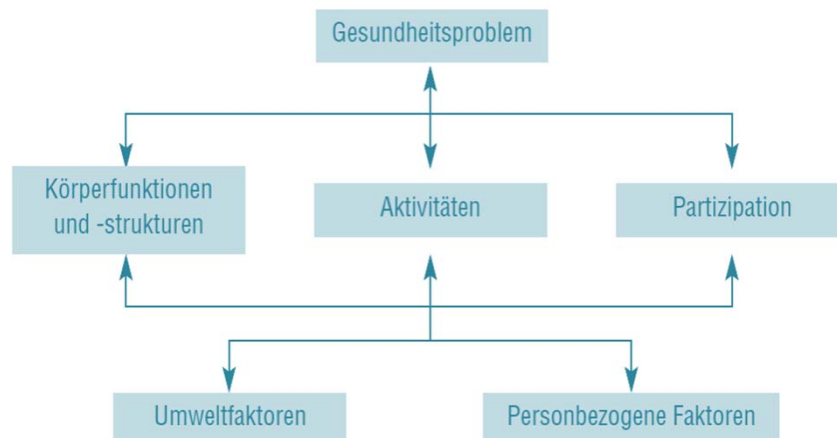 Gesundheitsproblem
Körperfunktionen
und -strukturen
Aktivitäten
Partizipation
Umweltfaktoren
Personbezogene Faktoren